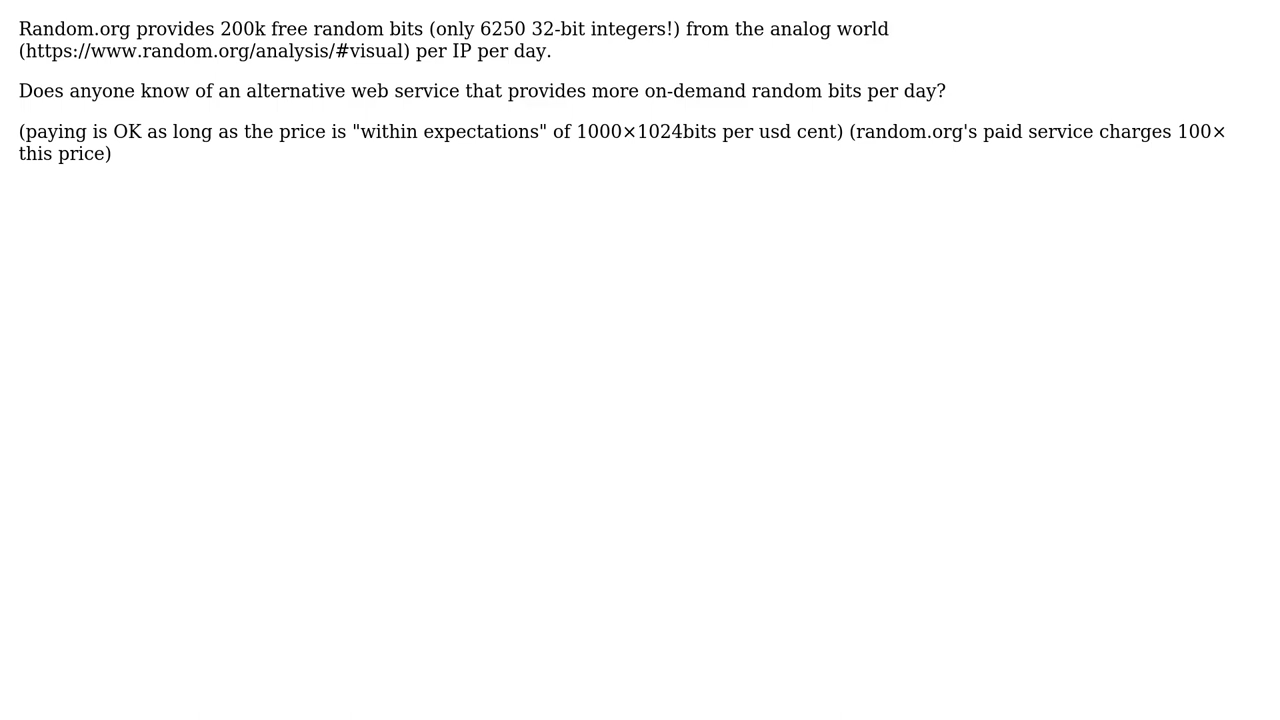 Random.org provides 200k free random bits (only 6250 32-bit integers!) from the analog world
(https://www.random.org/analysis/#visual) per IP per day.
Does anyone know of an alternative web service that provides more on-demand random bits per day?
(paying is OK as long as the price is "within expectations" of 1000×1024bits per usd cent) (random.org's paid service charges 100×
this price)